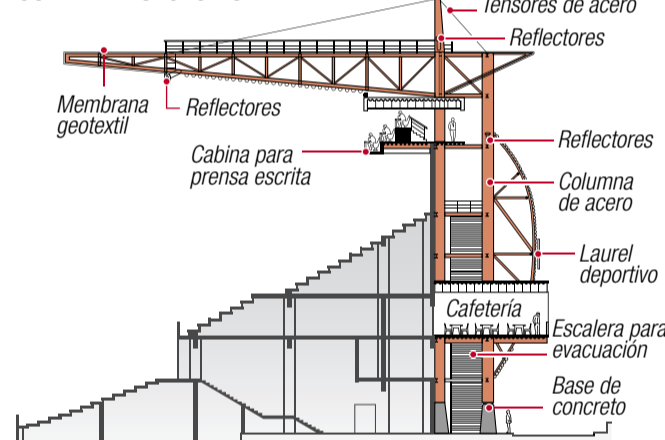 Tensores de acero
Reflectores
Membrana
geotextil
Reflectores
Cabina para
prensa escrita
Reflectores
Columna
de acero
Laurel
deportivo
Cafetería
Escalera para
evacuación
Base de
concreto